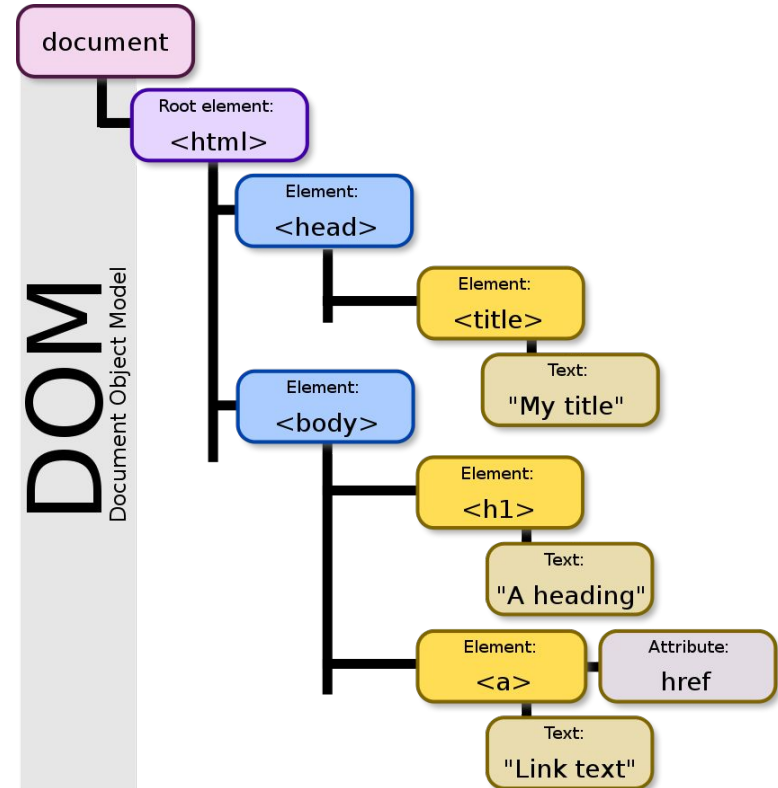 document
Root element:
<html>
Element:
<head>
Element:
<title>
Text:
"My title"
Element:
<body>
Element:
<h1>
Text:
"A heading"
Element:
<a>
Attribute:
href
Text:
"Link text"
DOM
Document Object Model